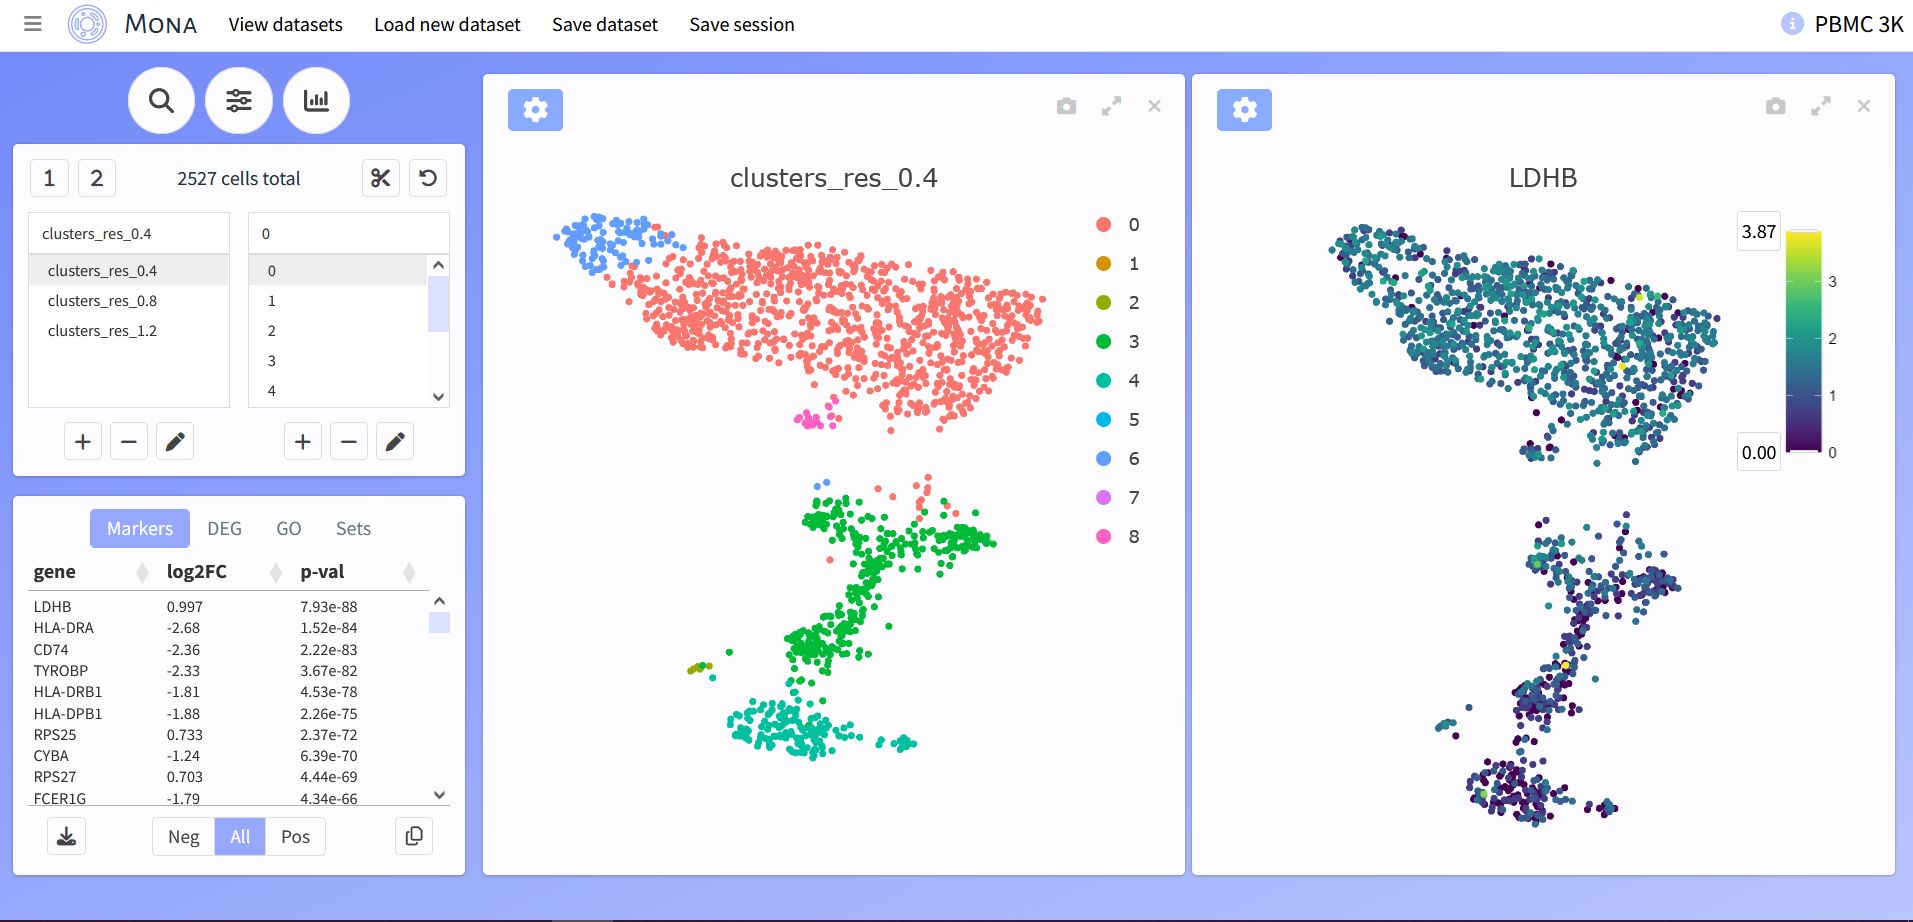 MONA View datasets Load new dataset Save dataset Save session PBMC 3K
1 2 2527 cells total
clusters_res_0.4
clusters_res_0.4
clusters_res_0.8
clusters_res_1.2
0
0
1
2
3
4
Markers DEG GO Sets
gene log2FC p-val
LDHB 0.997 7.93e-88
HLA-DRA -2.68 1.52e-84
CD74 -2.36 2.22e-83
TYROBP -2.33 3.67e-82
HLA-DRB1 -1.81 4.53e-78
HLA-DPB1 -1.88 2.26e-75
RPS25 0.733 2.37e-72
CYBA -1.24 6.39e-70
RPS27 0.703 4.44e-69
FCER1G -1.79 4.34e-66
Neg All Pos
clusters_res_0.4
0
1
2
3
4
5
6
7
8
LDHB
3.87
3
2
1
0.00 0